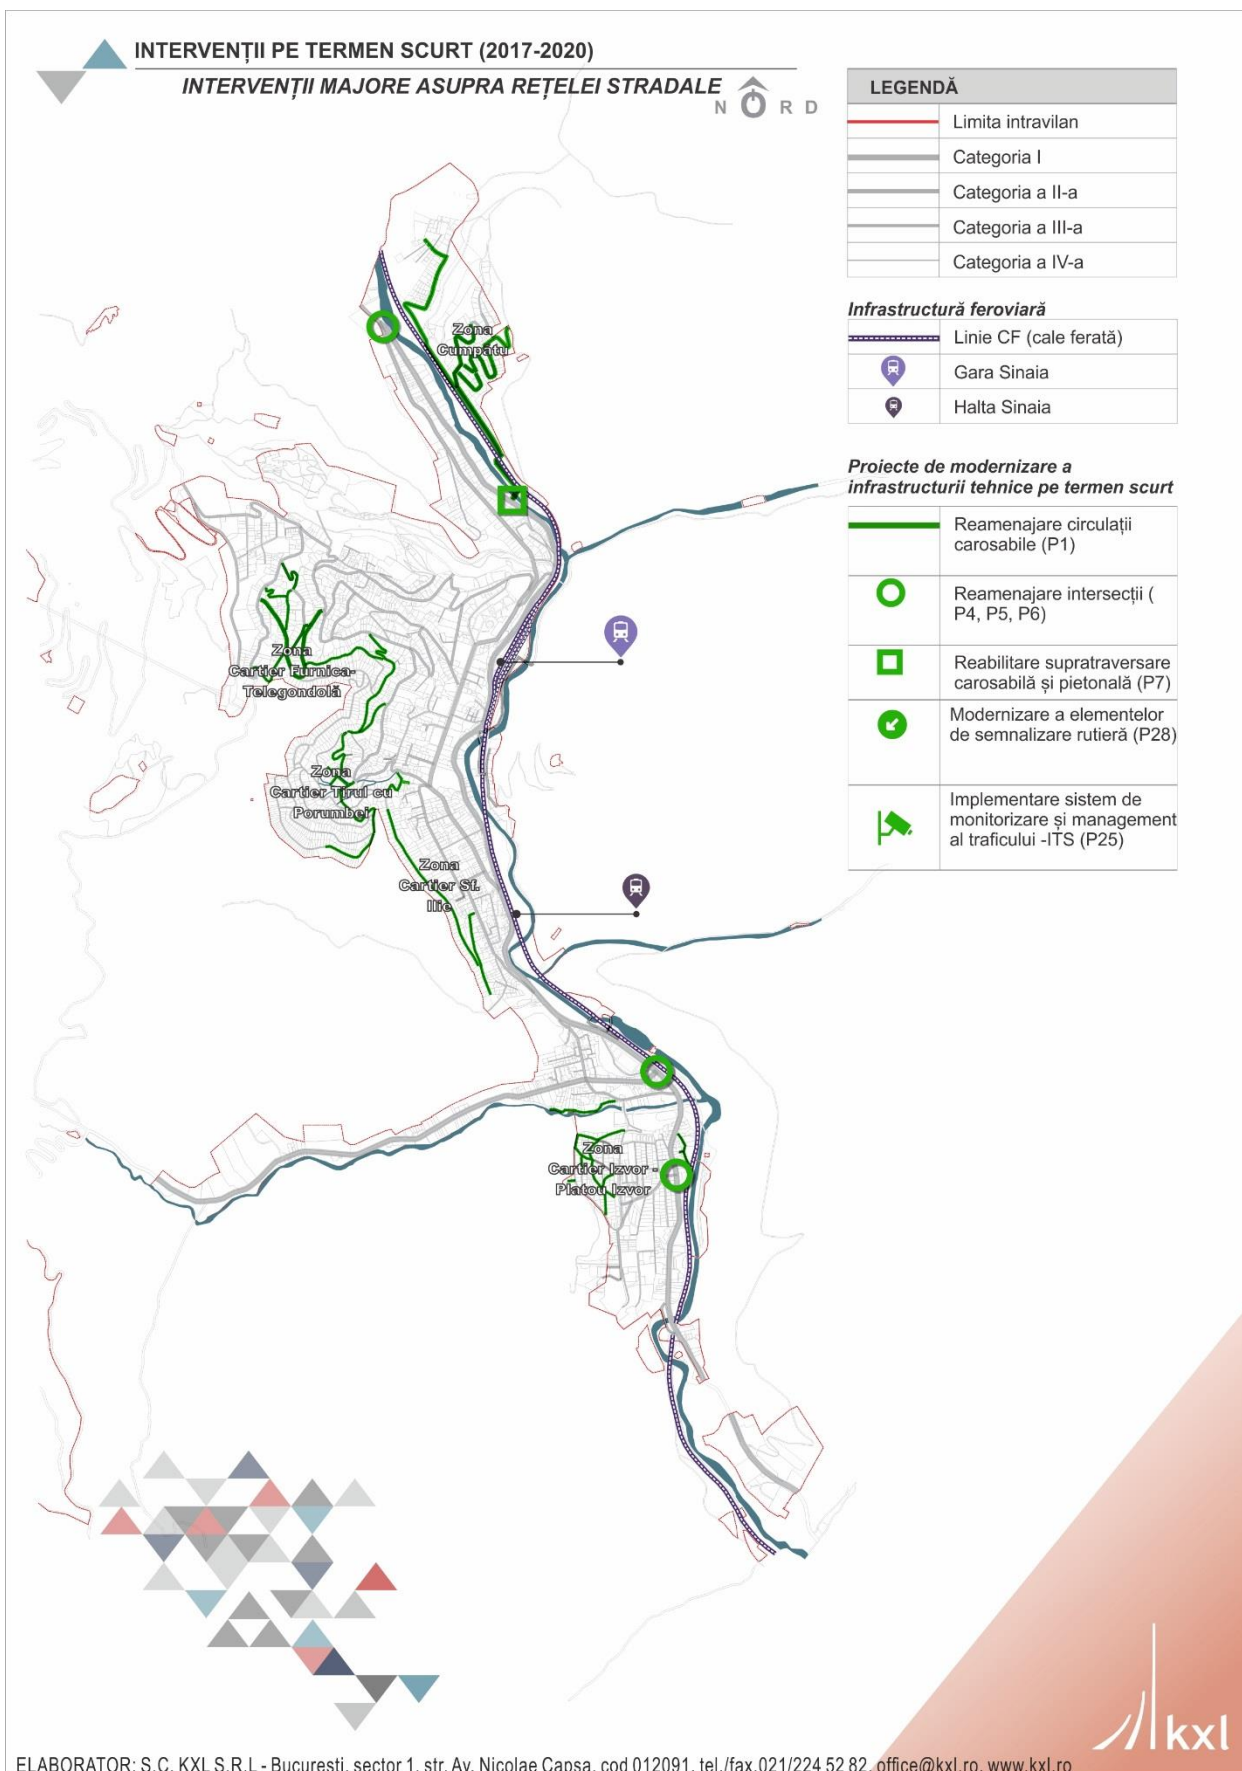 INTERVENȚII PE TERMEN SCURT (2017-2020)
INTERVENȚII MAJORE ASUPRA REȚELEI STRADALE
N O R D
LEGENDĂ
Limita intravilan
Categoria I
Categoria a II-a
Categoria a III-a
Categoria a IV-a
Infrastructură feroviară
Linie CF (cale ferată)
Gara Sinaia
Halta Sinaia
Proiecte de modernizare a
infrastructurii tehnice pe termen scurt
Reamenajare circulații
carosabile (P1)
Reamenajare intersecții (
P4, P5, P6)
Reabilitare supratraversare
carosabilă și pietonală (P7)
Modernizare a elementelor
de semnalizare rutieră (P28)
Implementare sistem de
monitorizare și management
al traficului -ITS (P25)
Zona
Cumpătu
Zona
Cartier Furnica-
Telegondolă
Zona
Cartier Tirul cu
Porumbei
Zona
Cartier Sf.
Ilie
Zona
Cartier Izvor -
Platou Izvor
kxl
ELABORATOR: S.C. KXL S.R.L - București, sector 1, str. Av. Nicolae Capsa, cod 012091, tel./fax.021/224 52 82, office@kxl.ro, www.kxl.ro